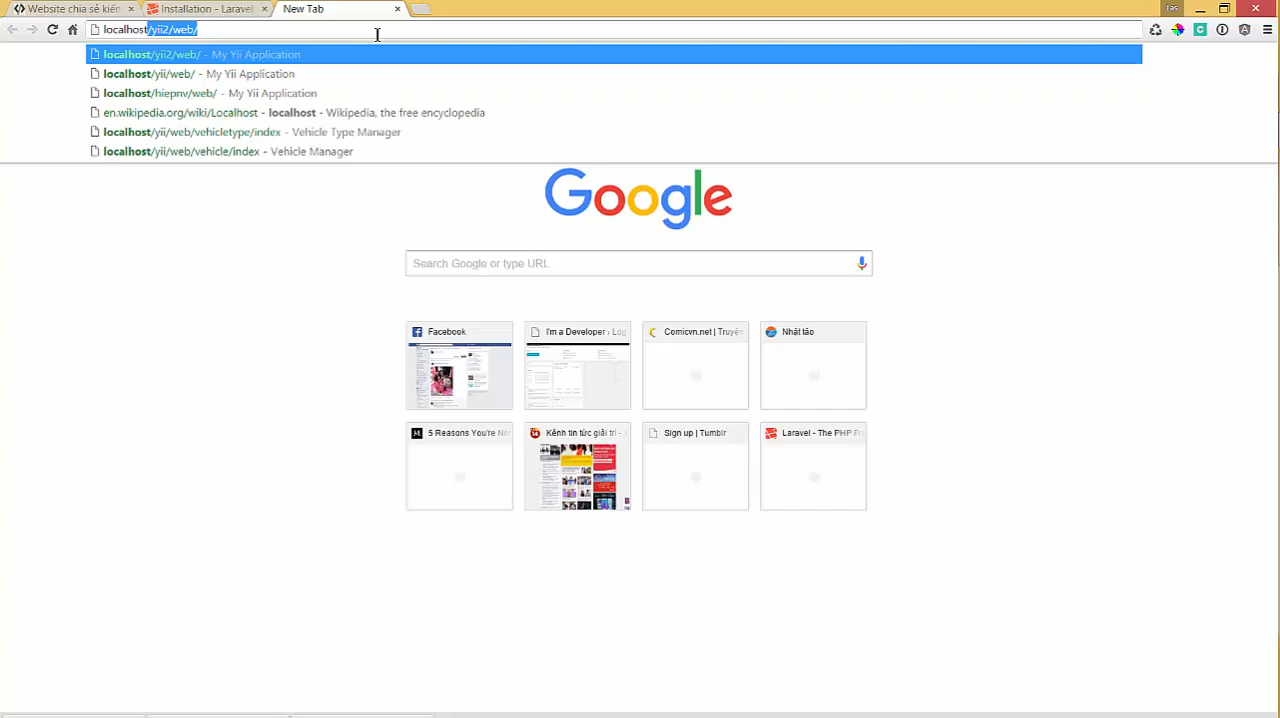 Website chia sẻ kiến
Installation - Laravel
New Tab
localhost/yii2/web/
localhost/yii2/web/ - My Yii Application
localhost/yii/web/ - My Yii Application
localhost/hiepnv/web/ - My Yii Application
en.wikipedia.org/wiki/Localhost - localhost - Wikipedia, the free encyclopedia
localhost/yii/web/vehicletype/index - Vehicle Type Manager
localhost/yii/web/vehicle/index - Vehicle Manager
Google
Search Google or type URL
Facebook
I'm a Developer › Log
Comicvn.net | Truyện
Nhật tảo
5 Reasons You're No
Kênh tin tức giải trí -
Sign up | Tumblr
Laravel - The PHP